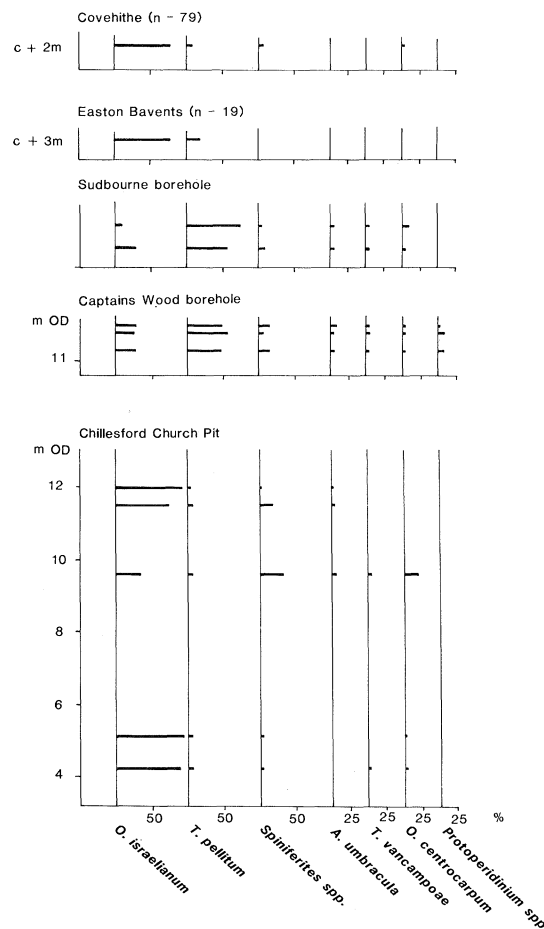 Covehithe (n - 79)
c + 2m
Easton Bavents (n - 19)
c + 3m
Sudbourne borehole
Captains Wood borehole
m OD
11
Chillesford Church Pit
m OD
12
10
8
6
4
50 50 50 25 25 25 25 %
O. israelianum
T. pellitum
Spiniferites spp.
A. umbracula
T. vancampoae
O. centrocarpum
Protoperidinium spp